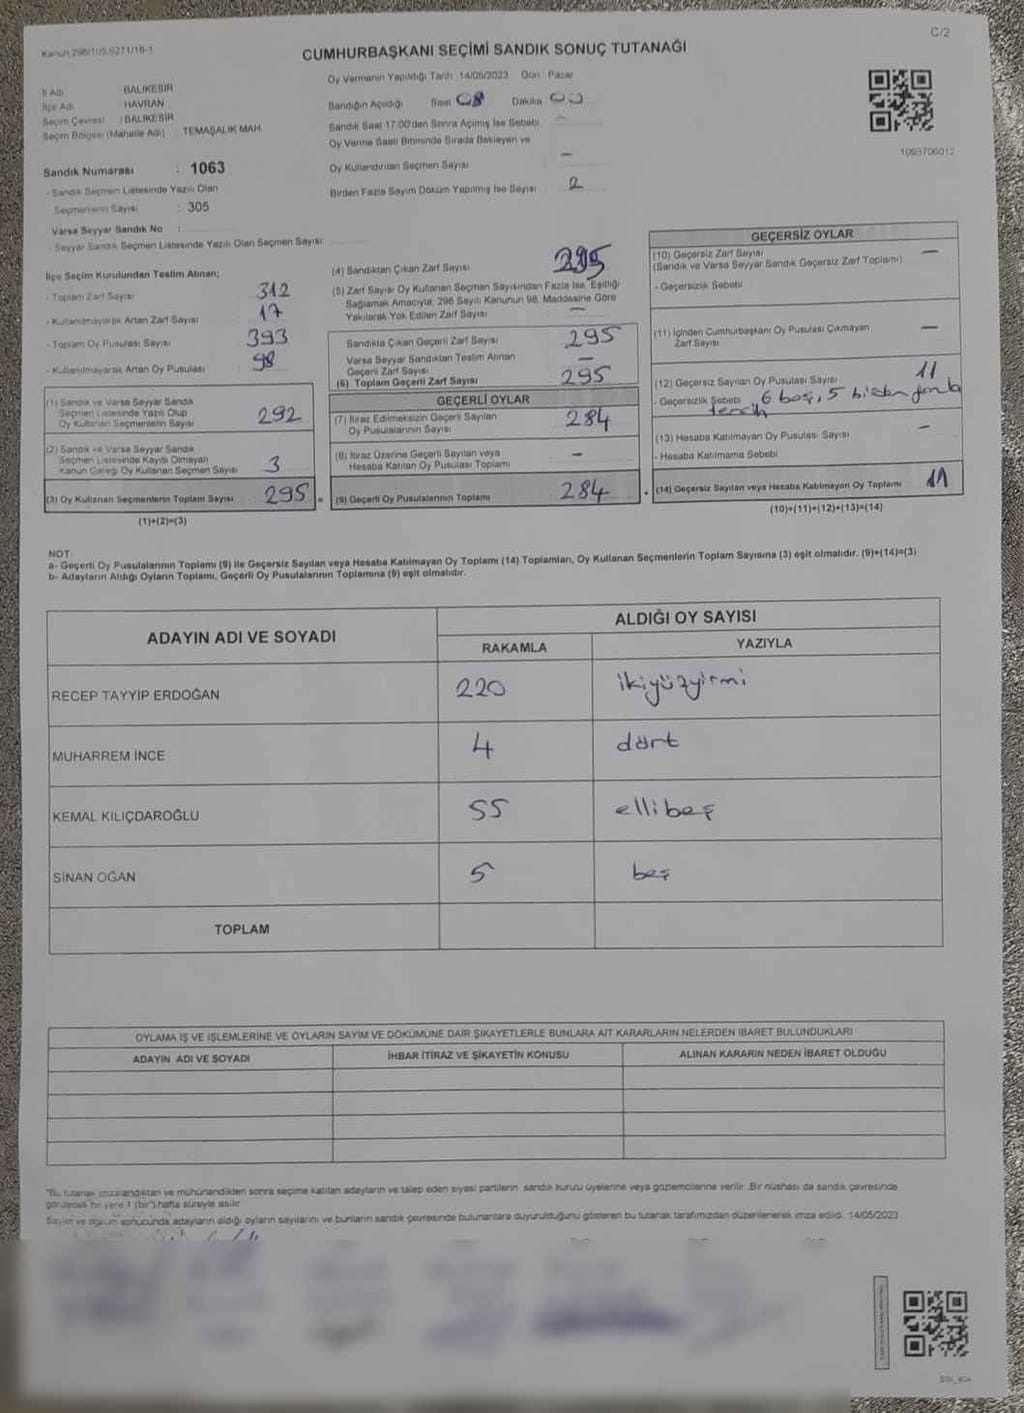 C/2
Kanun 298/105 6271/18-1
CUMHURBAŞKANI SEÇİMİ SANDIK SONUÇ TUTANAĞI
Oy Vermenin Yapıldığı Tarih : 14/05/2023 Gün : Pazar
İl Adı : BALIKESİR
İlçe Adı : HAVRAN
Seçim Çevresi : BALIKESİR
Seçim Bölgesi (Mahalle Adı) : TEMAŞALIK MAH.
Sandığın Açıldığı Saat 08 Dakika 00
Sandık Saat 17:00'den Sonra Açılmış İse Sebebi
Oy Verme Saati Bitiminde Sırada Bekleyen ve
Oy Kullandırılan Seçmen Sayısı —
Birden Fazla Sayım Döküm Yapılmış İse Sayısı 2
1093706012
Sandık Numarası : 1063
- Sandık Seçmen Listesinde Yazılı Olan
Seçmenlerin Sayısı : 305
Varsa Seyyar Sandık No :
- Seyyar Sandık Seçmen Listesinde Yazılı Olan Seçmen Sayısı:
İlçe Seçim Kurulundan Teslim Alınan;
- Toplam Zarf Sayısı 312
- Kullanılmayarak Artan Zarf Sayısı 17
- Toplam Oy Pusulası Sayısı 393
- Kullanılmayarak Artan Oy Pusulası 98
(1) Sandık ve Varsa Seyyar Sandık
Seçmen Listesinde Yazılı Olup
Oy Kullanan Seçmenlerin Sayısı 292
(2) Sandık ve Varsa Seyyar Sandık
Seçmen Listesinde Kayıtlı Olmayan
Kanun Gereği Oy Kullanan Seçmen Sayısı 3
(3) Oy Kullanan Seçmenlerin Toplam Sayısı 295 =
(1)+(2)=(3)
(4) Sandıktan Çıkan Zarf Sayısı 295
(5) Zarf Sayısı Oy Kullanan Seçmen Sayısından Fazla İse, Eşitliği
Sağlamak Amacıyla, 298 Sayılı Kanunun 98. Maddesine Göre
Yakılarak Yok Edilen Zarf Sayısı —
Sandıkta Çıkan Geçerli Zarf Sayısı 295
Varsa Seyyar Sandıktan Teslim Alınan
Geçerli Zarf Sayısı —
(6) Toplam Geçerli Zarf Sayısı 295
GEÇERLİ OYLAR
(7) İtiraz Edilmeksizin Geçerli Sayılan
Oy Pusulalarının Sayısı 284
(8) İtiraz Üzerine Geçerli Sayılan veya
Hesaba Katılan Oy Pusulası Toplamı —
(9) Geçerli Oy Pusulalarının Toplamı 284
GEÇERSİZ OYLAR
(10) Geçersiz Zarf Sayısı —
(Sandık ve Varsa Seyyar Sandık Geçersiz Zarf Toplamı)
- Geçersizlik Sebebi
(11) İçinden Cumhurbaşkanı Oy Pusulası Çıkmayan —
Zarf Sayısı
(12) Geçersiz Sayılan Oy Pusulası Sayısı 11
- Geçersizlik Sebebi 6 boş, 5 birden fazla
tercih
(13) Hesaba Katılmayan Oy Pusulası Sayısı —
- Hesaba Katılmama Sebebi
(14) Geçersiz Sayılan veya Hesaba Katılmayan Oy Toplamı 11
(10)+(11)+(12)+(13)=(14)
NOT:
a- Geçerli Oy Pusulalarının Toplamı (9) ile Geçersiz Sayılan veya Hesaba Katılmayan Oy Toplamı (14) Toplamları, Oy Kullanan Seçmenlerin Toplam Sayısına (3) eşit olmalıdır. (9)+(14)=(3)
b- Adayların Aldığı Oyların Toplamı, Geçerli Oy Pusulalarının Toplamına (9) eşit olmalıdır.
ADAYIN ADI VE SOYADI
ALDIĞI OY SAYISI
RAKAMLA YAZIYLA
RECEP TAYYİP ERDOĞAN 220 ikiyüzyirmi
MUHARREM İNCE 4 dört
KEMAL KILIÇDAROĞLU 55 ellibeş
SİNAN OĞAN 5 beş
TOPLAM
OYLAMA İŞ VE İŞLEMLERİNE VE OYLARIN SAYIM VE DÖKÜMÜNE DAİR ŞİKAYETLERLE BUNLARA AİT KARARLARIN NELERDEN İBARET BULUNDUKLARI
ADAYIN ADI VE SOYADI İHBAR İTİRAZ VE ŞİKAYETİN KONUSU ALINAN KARARIN NEDEN İBARET OLDUĞU
"Bu tutanak imzalandıktan ve mühürlendikten sonra seçime katılan adayların ve talep eden siyasi partilerin sandık kurulu üyelerine veya gözlemcilerine verilir. Bir nüshası da sandık çevresinde
görülecek bir yere 1 (bir) hafta süreyle asılır.
Sayım ve döküm sonucunda adayların aldığı oyların sayılarını ve bunların sandık çevresinde bulunanlara duyurulduğunu gösteren bu tutanak tarafımızdan düzenlenerek imza edildi. 14/05/2023